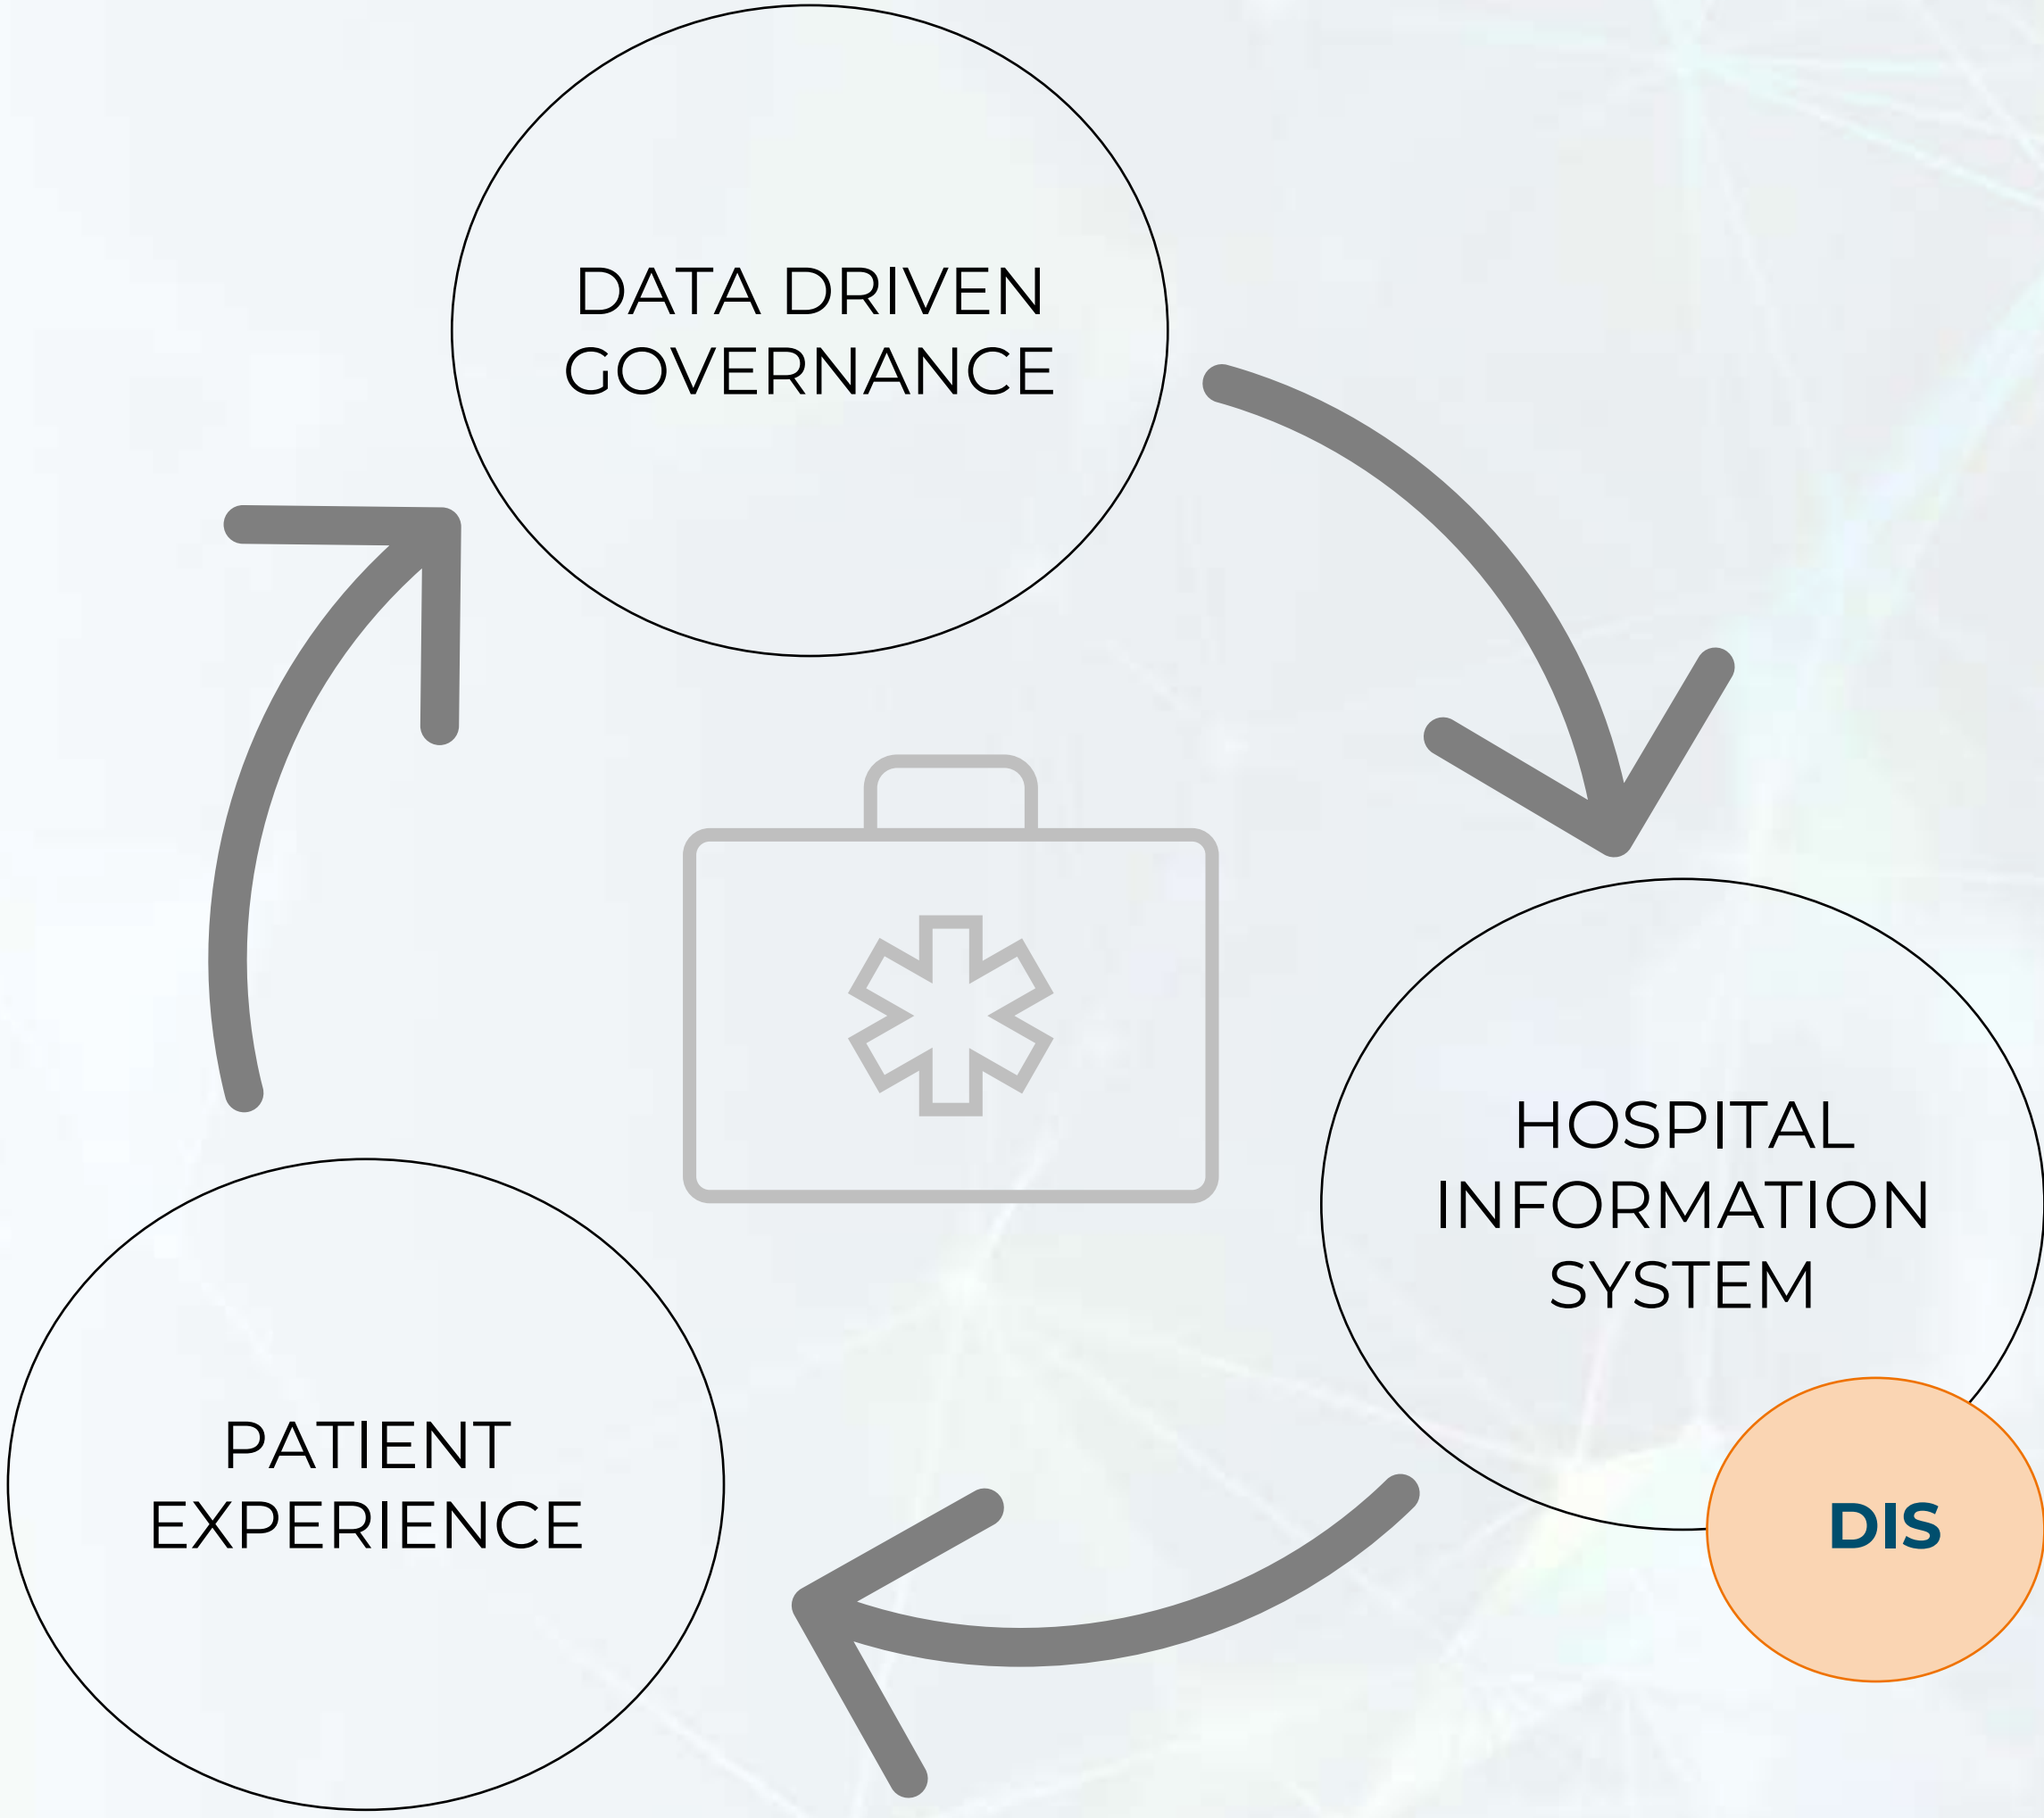 DATA DRIVEN
GOVERNANCE
HOSPITAL
INFORMATION
SYSTEM
DIS
PATIENT
EXPERIENCE